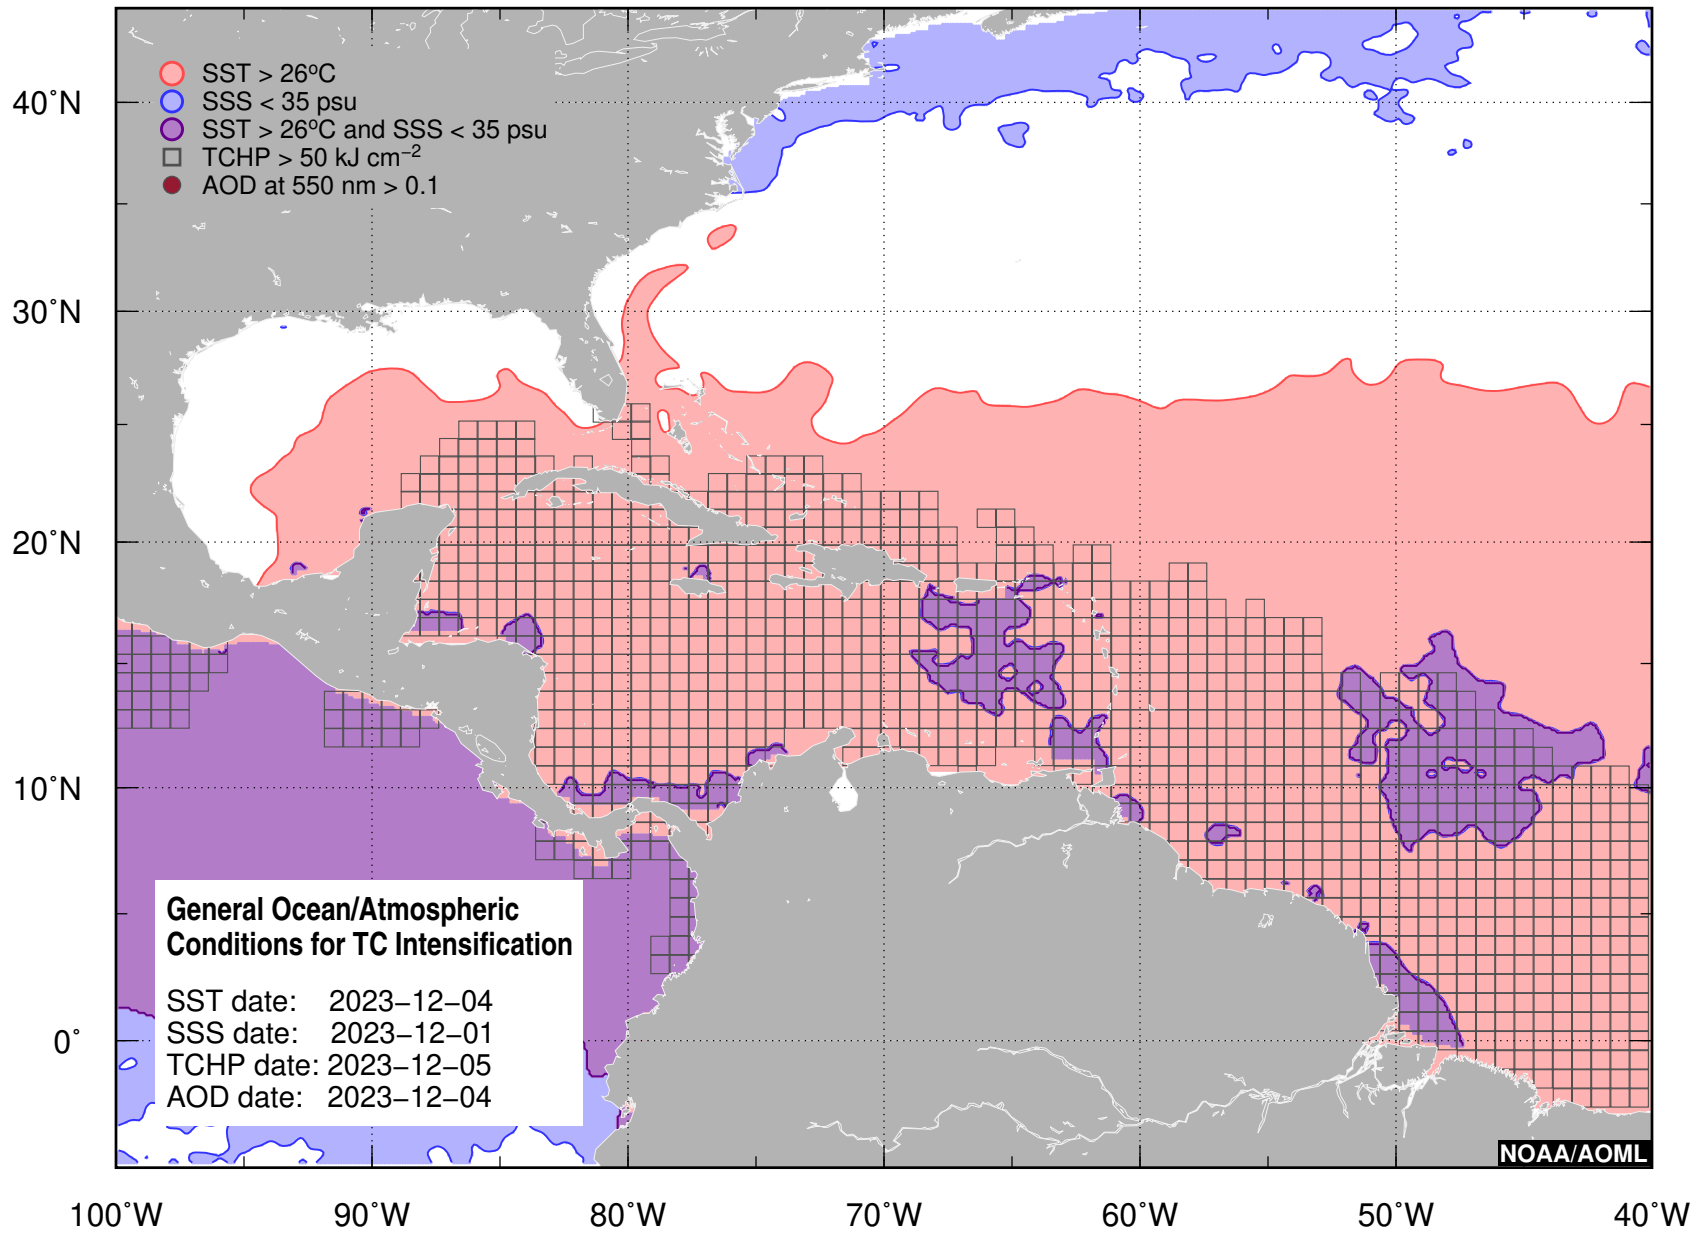 SST > 26ºC
SSS < 35 psu
SST > 26ºC and SSS < 35 psu
TCHP > 50 kJ cm⁻²
AOD at 550 nm > 0.1
40˚N
30˚N
20˚N
10˚N
0˚
General Ocean/Atmospheric
Conditions for TC Intensification
SST date: 2023−12−04
SSS date: 2023−12−01
TCHP date: 2023−12−05
AOD date: 2023−12−04
NOAA/AOML
100˚W 90˚W 80˚W 70˚W 60˚W 50˚W 40˚W